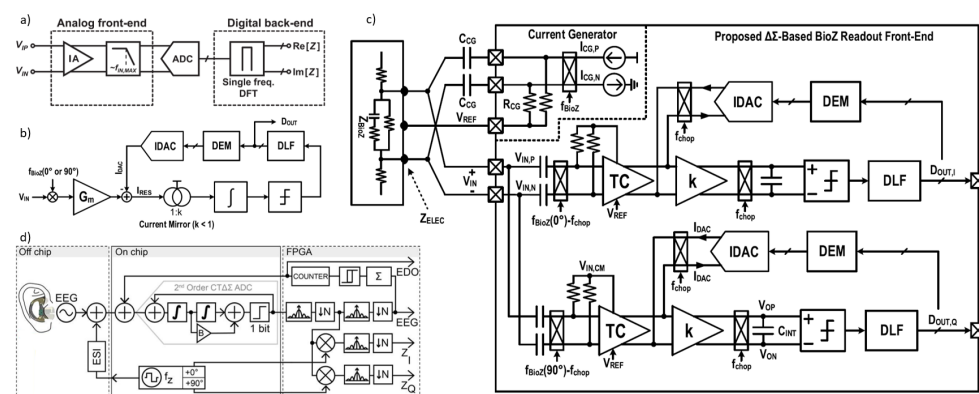 a)
Analog front-end
Digital back-end
V_IP
V_IN
IA
~f_IN,MAX
ADC
Single freq.
DFT
Re[Z]
Im[Z]
b)
D_OUT
IDAC
DEM
DLF
I_DAC
f_BioZ(0° or 90°)
V_IN
G_m
-
I_RES
1:k
∫
Current Mirror (k < 1)
c)
Current Generator
Proposed ΔΣ-Based BioZ Readout Front-End
C_CG
I_CG,P
I_CG,N
C_CG
R_CG
V_REF
f_BioZ
Z_BioZ
Z_ELEC
IDAC
DEM
f_chop
V_IN,P
+
V_IN
-
V_IN,N
TC
k
+
-
DLF
D_OUT,I
V_REF
f_BioZ(0°)-f_chop
f_chop
I_DAC
IDAC
DEM
I_DAC
f_chop
V_IN,CM
TC
k
V_OP
C_INT
V_ON
+
-
DLF
D_OUT,Q
V_REF
f_BioZ(90°)-f_chop
f_chop
d)
Off chip
On chip
FPGA
EEG
2nd Order CTΔΣ ADC
∫
∫
B
1 bit
COUNTER
Σ
EDO
↓N
↓N
EEG
ESI
↓N
Z_I
f_Z
+0°
+90°
↓N
Z_Q